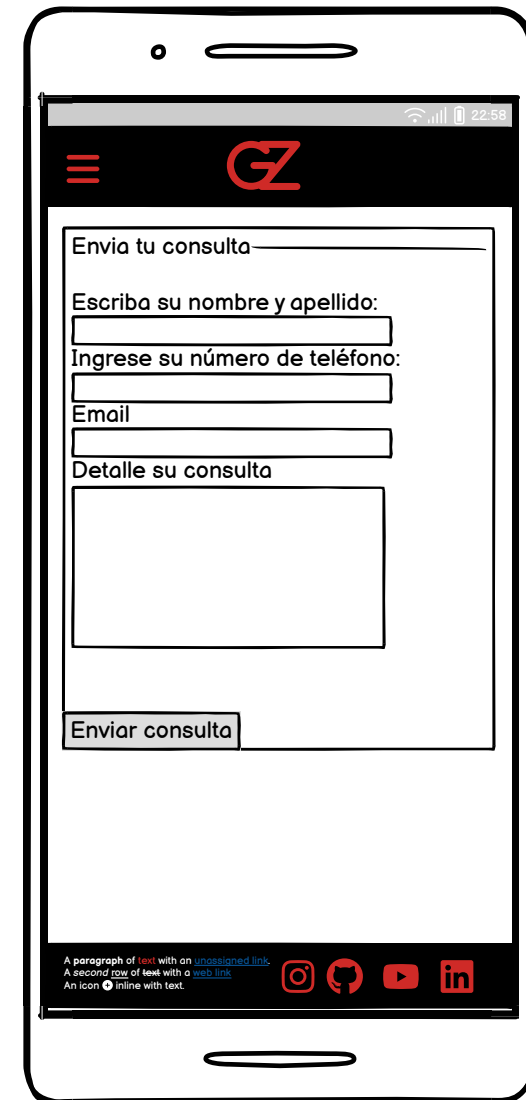 22:58
GZ
Envia tu consulta
Escriba su nombre y apellido:
Ingrese su número de teléfono:
Email
Detalle su consulta
Enviar consulta
A paragraph of text with an unassigned link.
A second row of text with a web link
An icon inline with text.
in